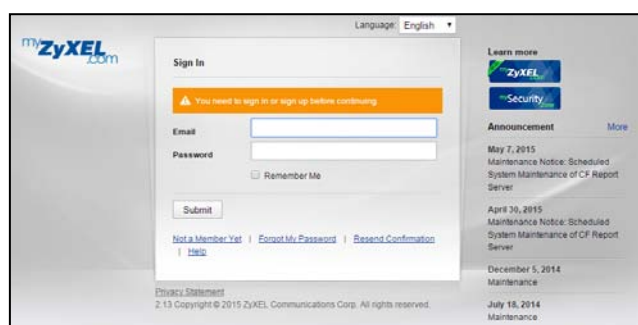 Language: English
myZyXEL.com
Sign In
You need to sign in or sign up before continuing.
Email
Password
Remember Me
Submit
Not a Member Yet | Forgot My Password | Resend Confirmation
| Help
Privacy Statement
2.13 Copyright © 2015 ZyXEL Communications Corp. All rights reserved.
Learn more
myZyXEL
mySecurity
Announcement More
May 7, 2015
Maintenance Notice: Scheduled
System Maintenance of CF Report
Server
April 30, 2015
Maintenance Notice: Scheduled
System Maintenance of CF Report
Server
December 5, 2014
Maintenance
July 18, 2014
Maintenance